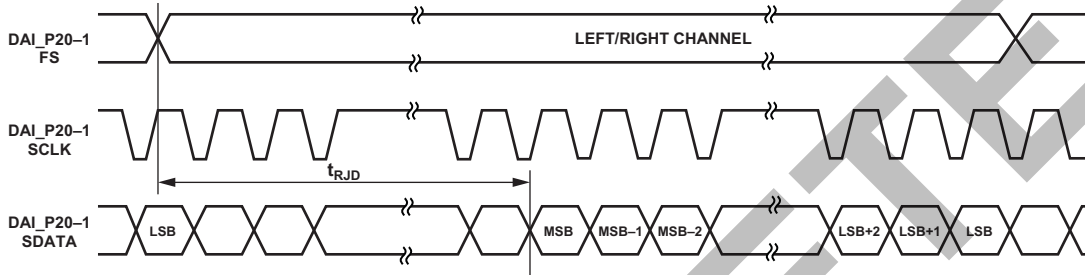 DAI_P20–1
FS
LEFT/RIGHT CHANNEL
DAI_P20–1
SCLK
tRJD
DAI_P20–1
SDATA
LSB
MSB
MSB–1
MSB–2
LSB+2
LSB+1
LSB